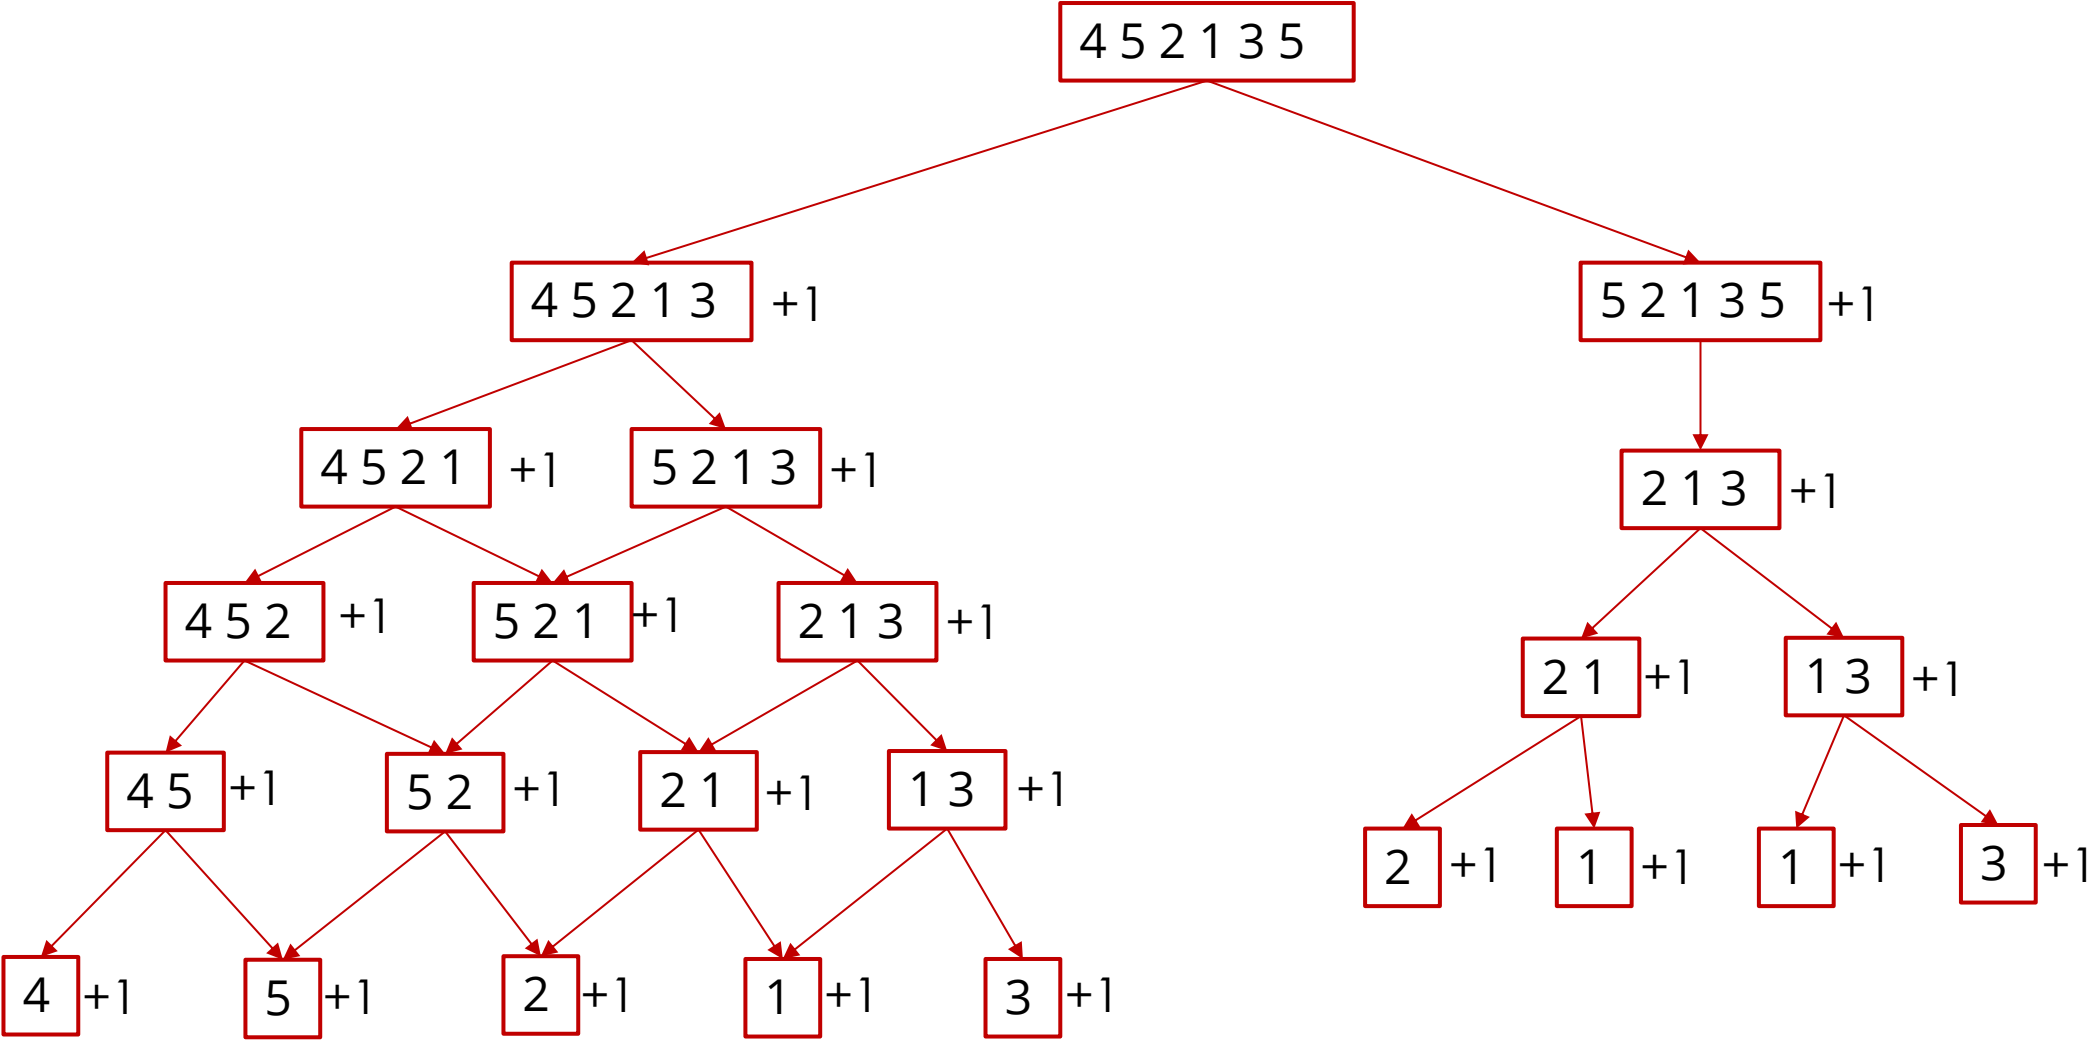 4 5 2 1 3 5
4 5 2 1 3 +1
5 2 1 3 5 +1
4 5 2 1 +1
5 2 1 3 +1
2 1 3 +1
4 5 2 +1
5 2 1 +1
2 1 3 +1
2 1 +1
1 3 +1
4 5 +1
5 2 +1
2 1 +1
1 3 +1
2 +1
1 +1
1 +1
3 +1
4 +1
5 +1
2 +1
1 +1
3 +1